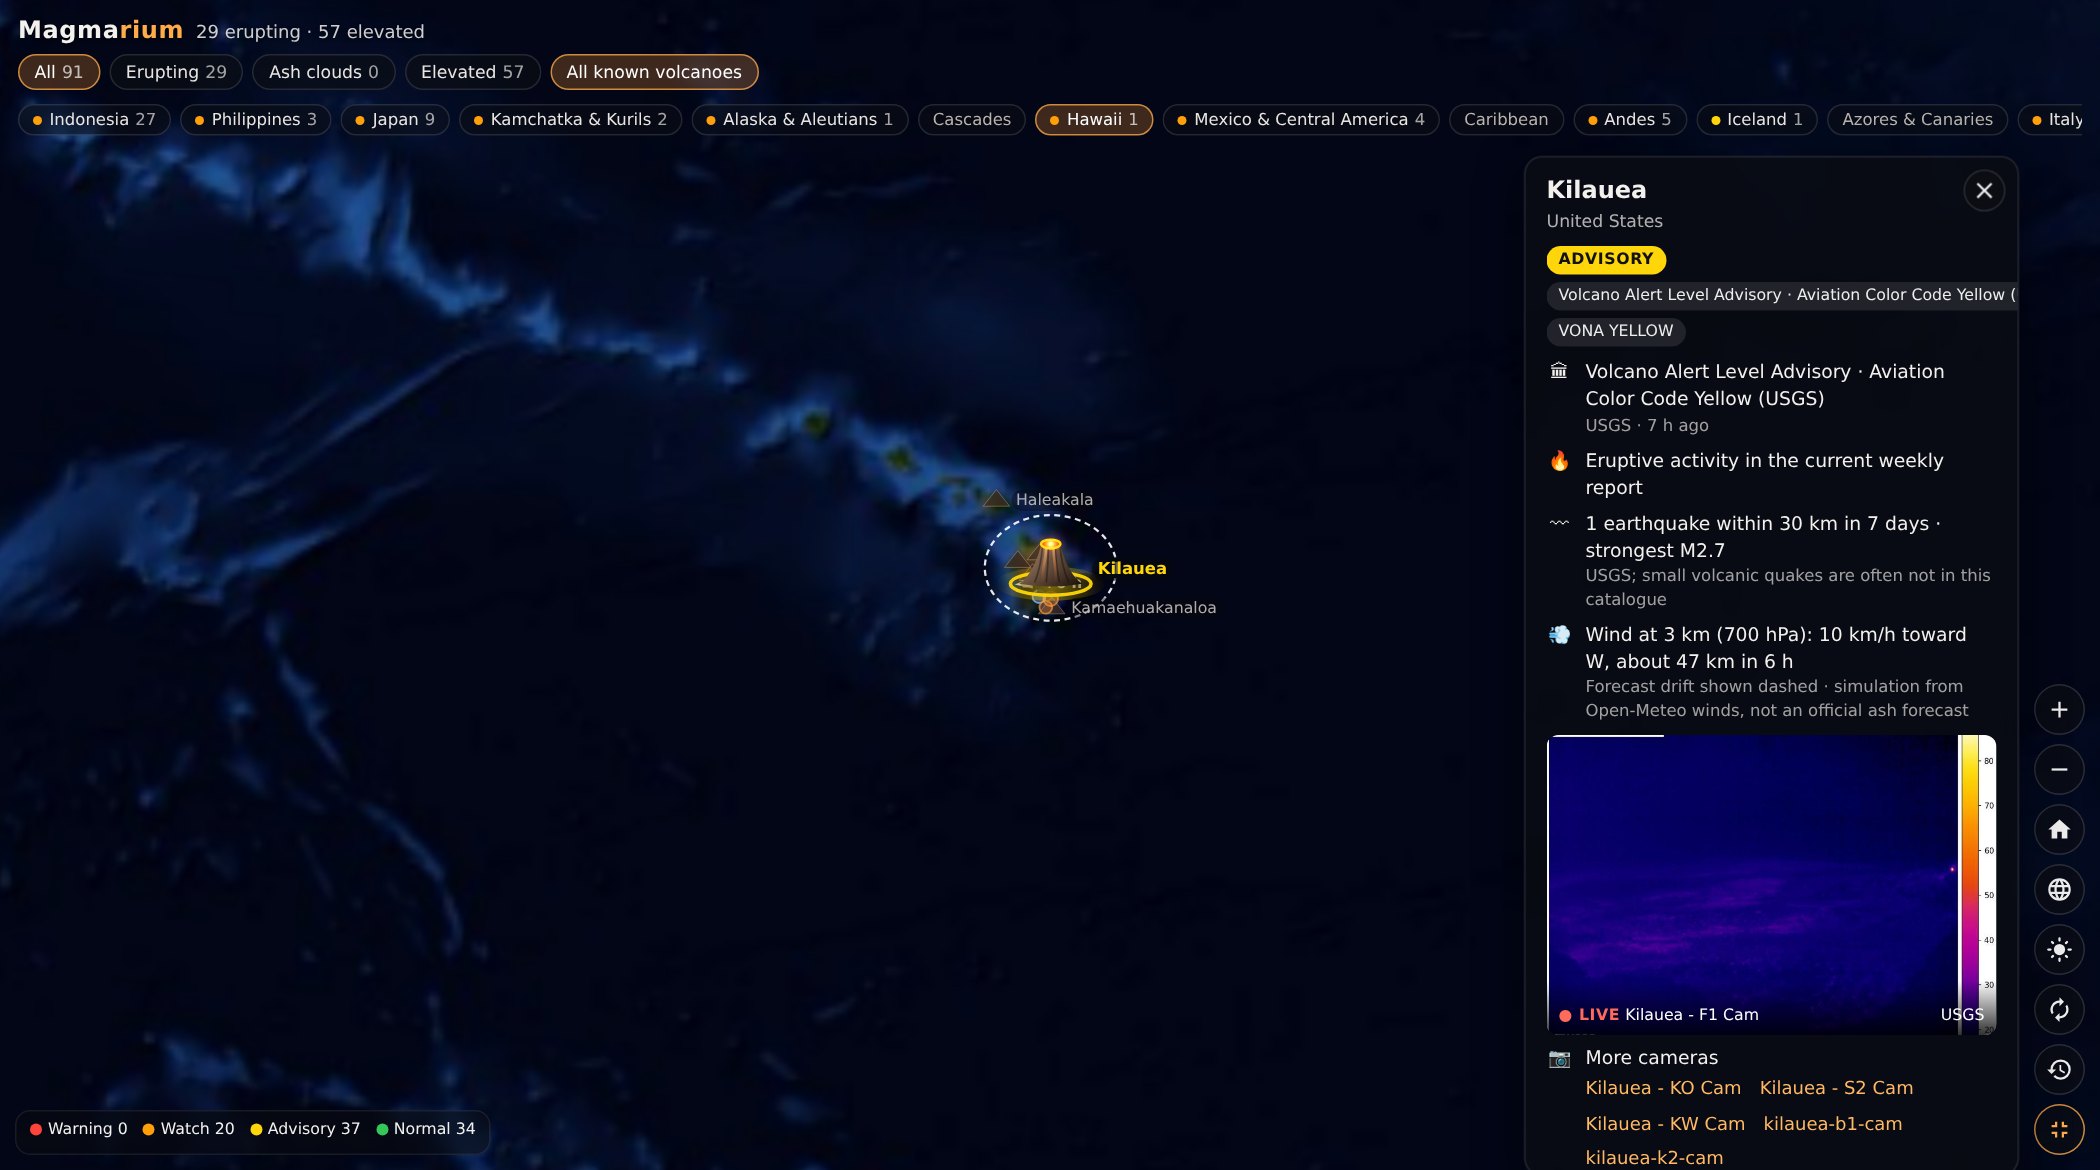 Magmarium 29 erupting · 57 elevated
All 91 Erupting 29 Ash clouds 0 Elevated 57 All known volcanoes
Indonesia 27 Philippines 3 Japan 9 Kamchatka & Kurils 2 Alaska & Aleutians 1 Cascades Hawaii 1 Mexico & Central America 4 Caribbean Andes 5 Iceland 1 Azores & Canaries Italy
Haleakala
Kilauea
Kamaehuakanaloa
Kilauea
United States
ADVISORY
Volcano Alert Level Advisory · Aviation Color Code Yellow (
VONA YELLOW
Volcano Alert Level Advisory · Aviation
Color Code Yellow (USGS)
USGS · 7 h ago
Eruptive activity in the current weekly
report
1 earthquake within 30 km in 7 days ·
strongest M2.7
USGS; small volcanic quakes are often not in this
catalogue
Wind at 3 km (700 hPa): 10 km/h toward
W, about 47 km in 6 h
Forecast drift shown dashed · simulation from
Open-Meteo winds, not an official ash forecast
80
70
60
50
40
30
20
LIVE Kilauea - F1 Cam USGS
More cameras
Kilauea - KO Cam Kilauea - S2 Cam
Kilauea - KW Cam kilauea-b1-cam
kilauea-k2-cam
Warning 0 Watch 20 Advisory 37 Normal 34